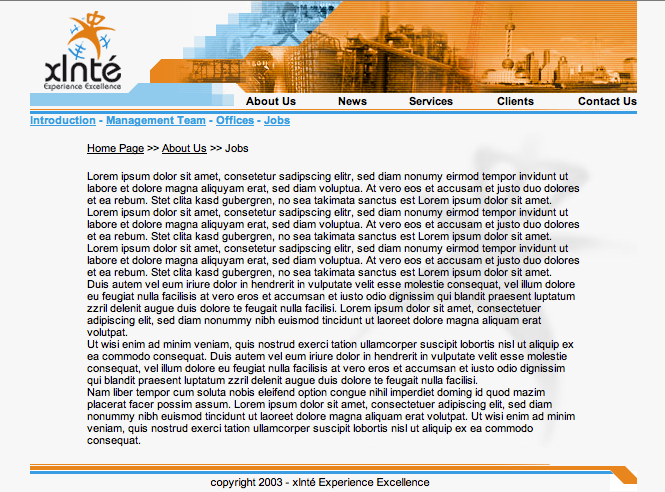 xlnté
Experience Excellence
About Us News Services Clients Contact Us
Introduction - Management Team - Offices - Jobs
Home Page >> About Us >> Jobs
Lorem ipsum dolor sit amet, consetetur sadipscing elitr, sed diam nonumy eirmod tempor invidunt ut
labore et dolore magna aliquyam erat, sed diam voluptua. At vero eos et accusam et justo duo dolores
et ea rebum. Stet clita kasd gubergren, no sea takimata sanctus est Lorem ipsum dolor sit amet.
Lorem ipsum dolor sit amet, consetetur sadipscing elitr, sed diam nonumy eirmod tempor invidunt ut
labore et dolore magna aliquyam erat, sed diam voluptua. At vero eos et accusam et justo duo dolores
et ea rebum. Stet clita kasd gubergren, no sea takimata sanctus est Lorem ipsum dolor sit amet.
Lorem ipsum dolor sit amet, consetetur sadipscing elitr, sed diam nonumy eirmod tempor invidunt ut
labore et dolore magna aliquyam erat, sed diam voluptua. At vero eos et accusam et justo duo dolores
et ea rebum. Stet clita kasd gubergren, no sea takimata sanctus est Lorem ipsum dolor sit amet.
Duis autem vel eum iriure dolor in hendrerit in vulputate velit esse molestie consequat, vel illum dolore
eu feugiat nulla facilisis at vero eros et accumsan et iusto odio dignissim qui blandit praesent luptatum
zzril delenit augue duis dolore te feugait nulla facilisi. Lorem ipsum dolor sit amet, consectetuer
adipiscing elit, sed diam nonummy nibh euismod tincidunt ut laoreet dolore magna aliquam erat
volutpat.
Ut wisi enim ad minim veniam, quis nostrud exerci tation ullamcorper suscipit lobortis nisl ut aliquip ex
ea commodo consequat. Duis autem vel eum iriure dolor in hendrerit in vulputate velit esse molestie
consequat, vel illum dolore eu feugiat nulla facilisis at vero eros et accumsan et iusto odio dignissim
qui blandit praesent luptatum zzril delenit augue duis dolore te feugait nulla facilisi.
Nam liber tempor cum soluta nobis eleifend option congue nihil imperdiet doming id quod mazim
placerat facer possim assum. Lorem ipsum dolor sit amet, consectetuer adipiscing elit, sed diam
nonummy nibh euismod tincidunt ut laoreet dolore magna aliquam erat volutpat. Ut wisi enim ad minim
veniam, quis nostrud exerci tation ullamcorper suscipit lobortis nisl ut aliquip ex ea commodo
consequat.
copyright 2003 - xlnté Experience Excellence